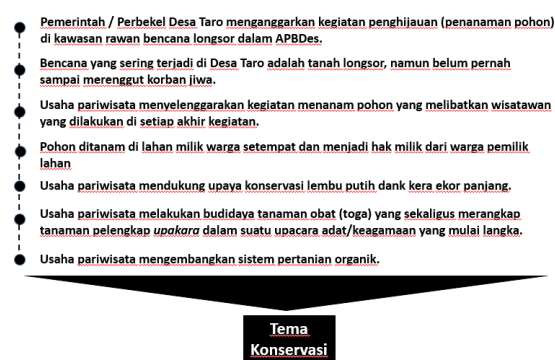 Pemerintah / Perbekel Desa Taro menganggarkan kegiatan penghijauan (penanaman pohon)
di kawasan rawan bencana longsor dalam APBDes.
Bencana yang sering terjadi di Desa Taro adalah tanah longsor, namun belum pernah
sampai merenggut korban jiwa.
Usaha pariwisata menyelenggarakan kegiatan menanam pohon yang melibatkan wisatawan
yang dilakukan di setiap akhir kegiatan.
Pohon ditanam di lahan milik warga setempat dan menjadi hak milik dari warga pemilik
lahan
Usaha pariwisata mendukung upaya konservasi lembu putih dank kera ekor panjang.
Usaha pariwisata melakukan budidaya tanaman obat (toga) yang sekaligus merangkap
tanaman pelengkap upakara dalam suatu upacara adat/keagamaan yang mulai langka.
Usaha pariwisata mengembangkan sistem pertanian organik.
Tema
Konservasi